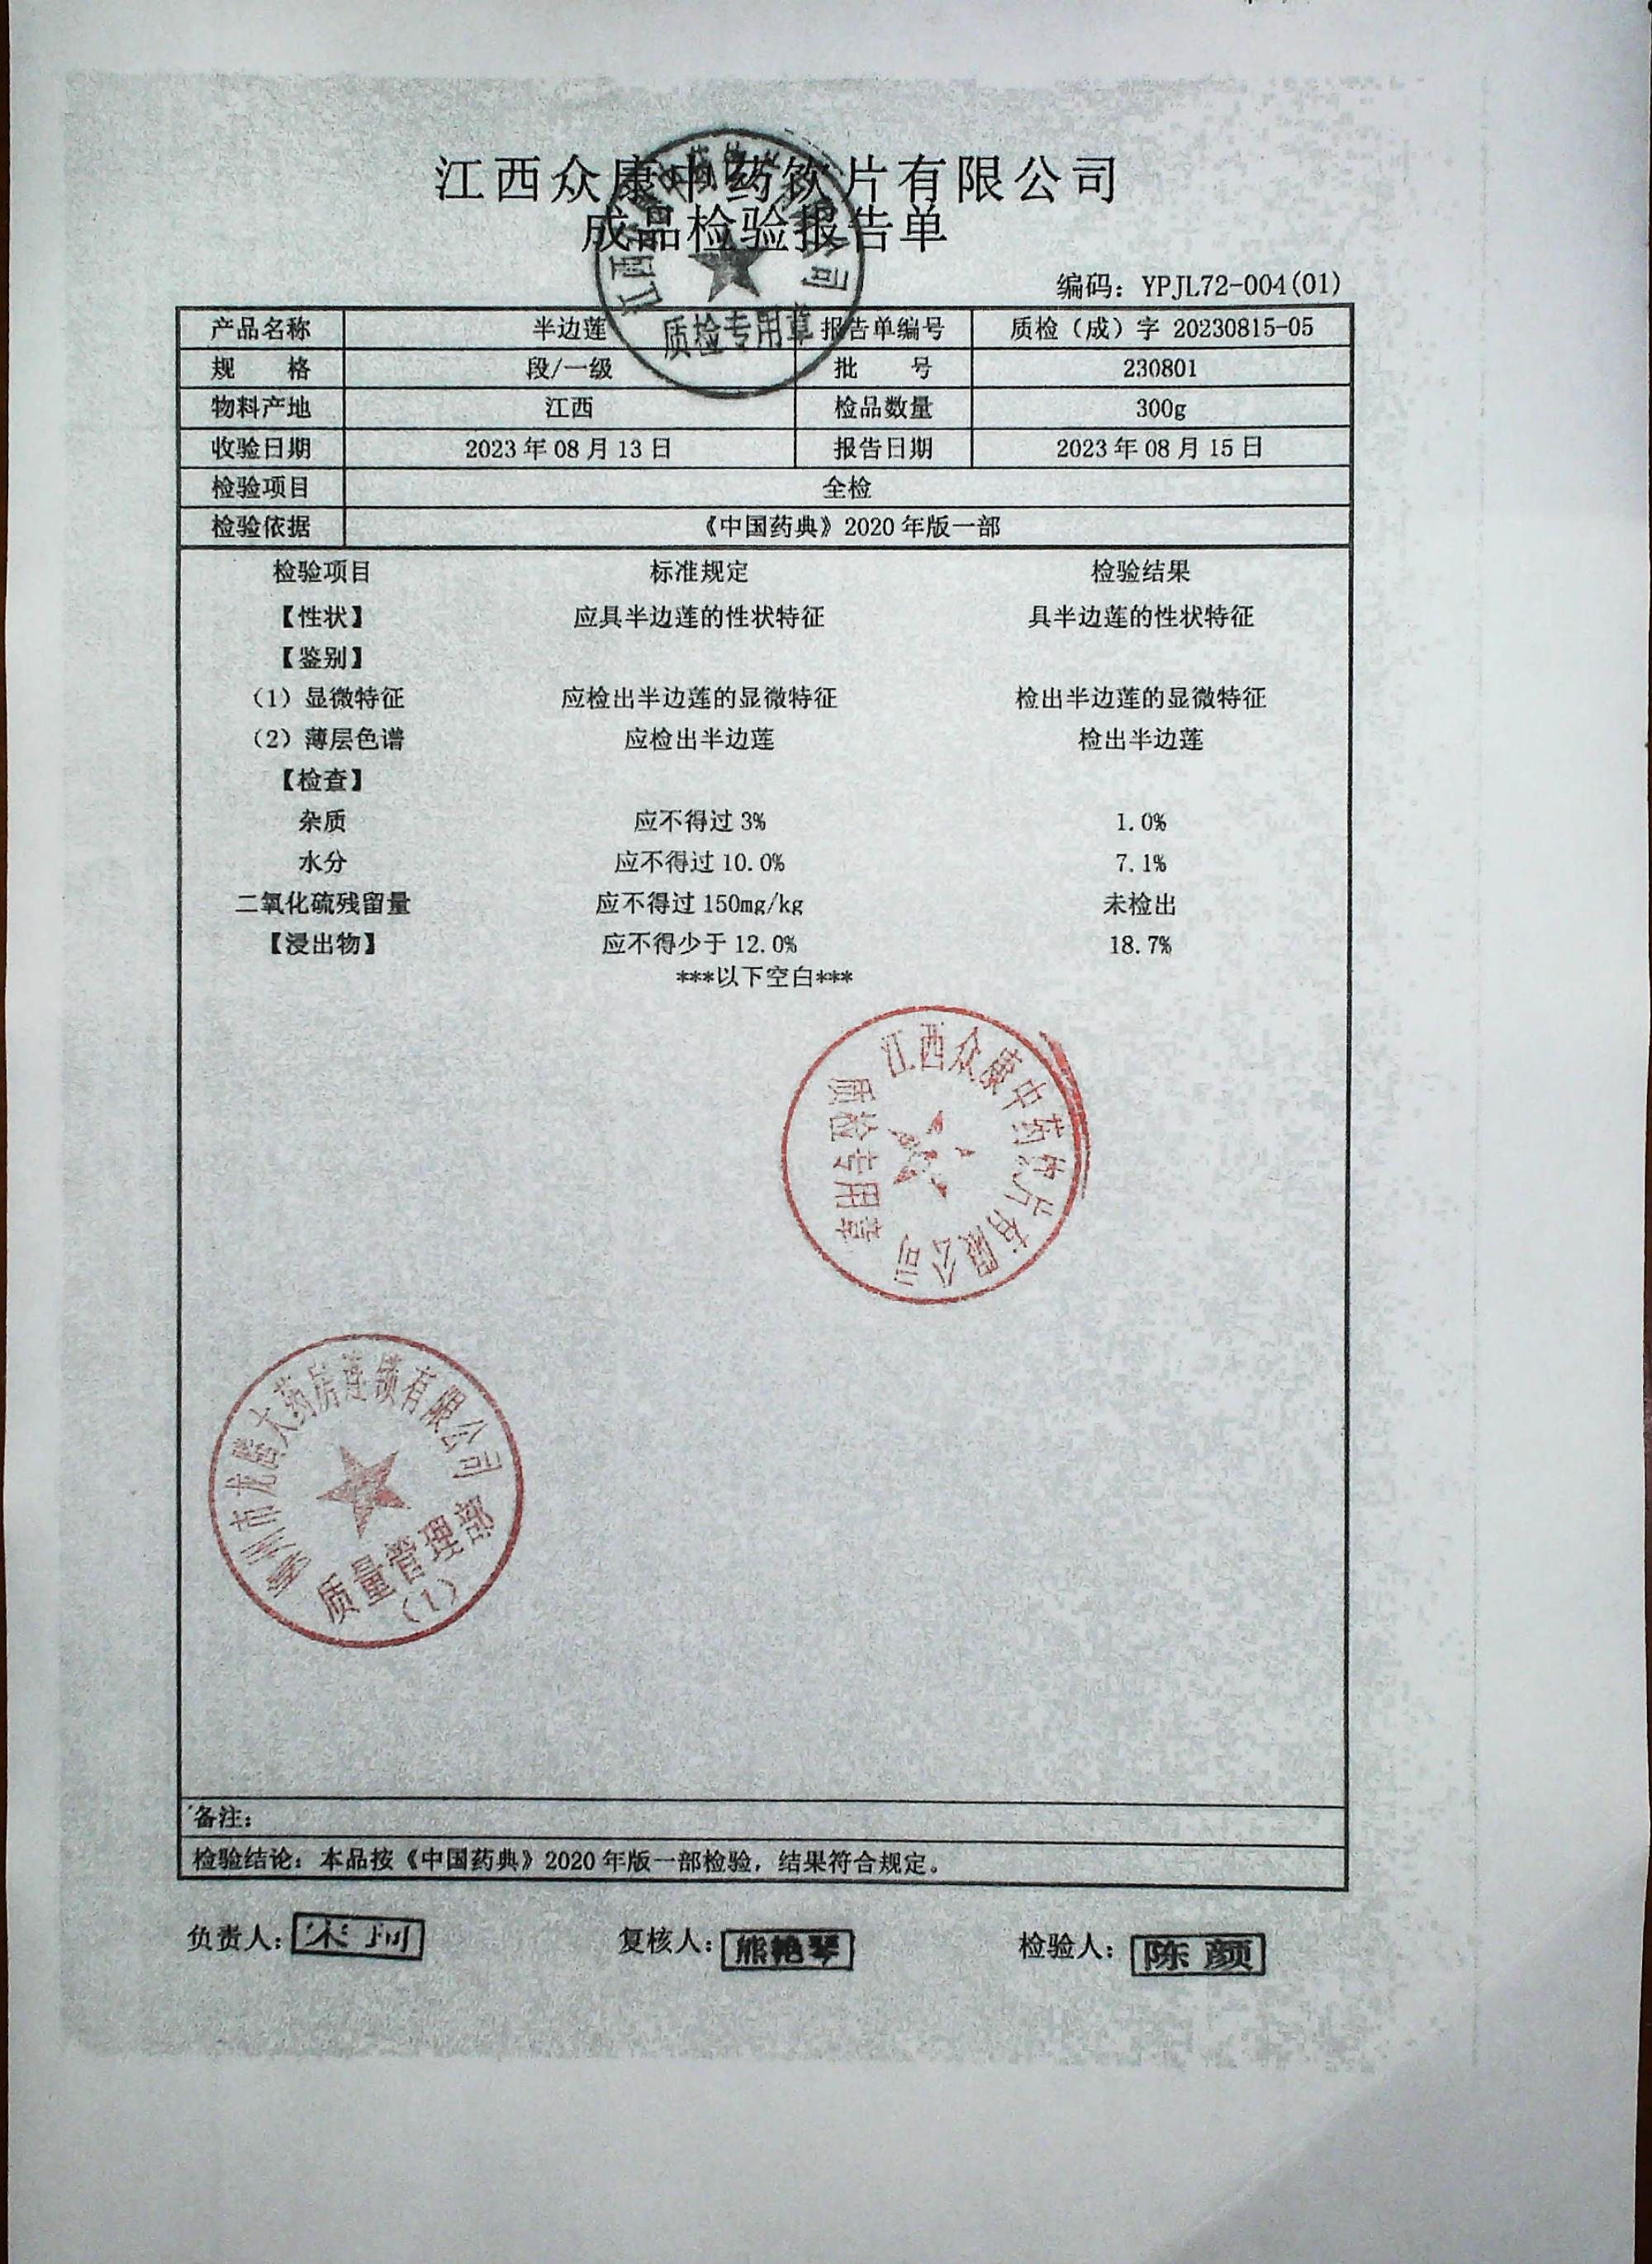 江西众康中药饮片有限公司
成品检验报告单
编码：YPJL72-004(01)
产品名称 半边莲 报告单编号 质检（成）字 20230815-05
规 格 段/一级 批 号 230801
物料产地 江西 检品数量 300g
收验日期 2023年08月13日 报告日期 2023年08月15日
检验项目 全检
检验依据 《中国药典》2020年版一部
检验项目 标准规定 检验结果
【性状】 应具半边莲的性状特征 具半边莲的性状特征
【鉴别】
（1）显微特征 应检出半边莲的显微特征 检出半边莲的显微特征
（2）薄层色谱 应检出半边莲 检出半边莲
【检查】
杂质 应不得过3% 1.0%
水分 应不得过10.0% 7.1%
二氧化硫残留量 应不得过150mg/kg 未检出
【浸出物】 应不得少于12.0% 18.7%
***以下空白***
江西众康中药饮片有限公司
质检专用章
大药房连锁有限公司
质量管理部
（1）
备注：
检验结论：本品按《中国药典》2020年版一部检验，结果符合规定。
负责人： 复核人：熊艳琴 检验人：陈颜
质检专用章